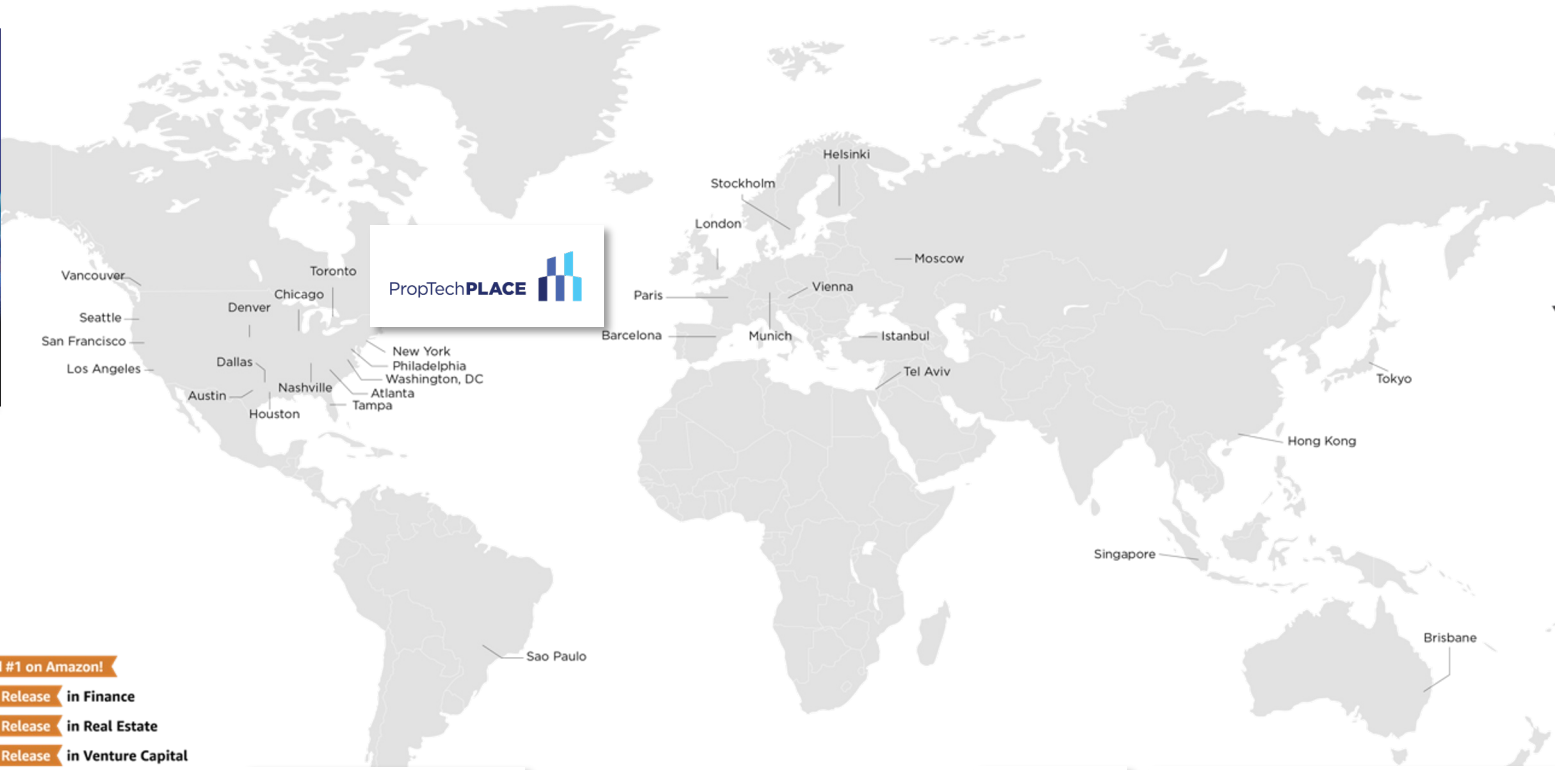 Helsinki
Stockholm
London
Moscow
Toronto
Vancouver
Chicago
Vienna
PropTechPLACE
Paris
Denver
Seattle
Barcelona
Munich
Istanbul
San Francisco
New York
Dallas
Philadelphia
Los Angeles
Tel Aviv
Washington, DC
Tokyo
Nashville
Atlanta
Austin
Tampa
Houston
Hong Kong
Singapore
Brisbane
Sao Paulo
#1 on Amazon!
Release in Finance
Release in Real Estate
Release in Venture Capital